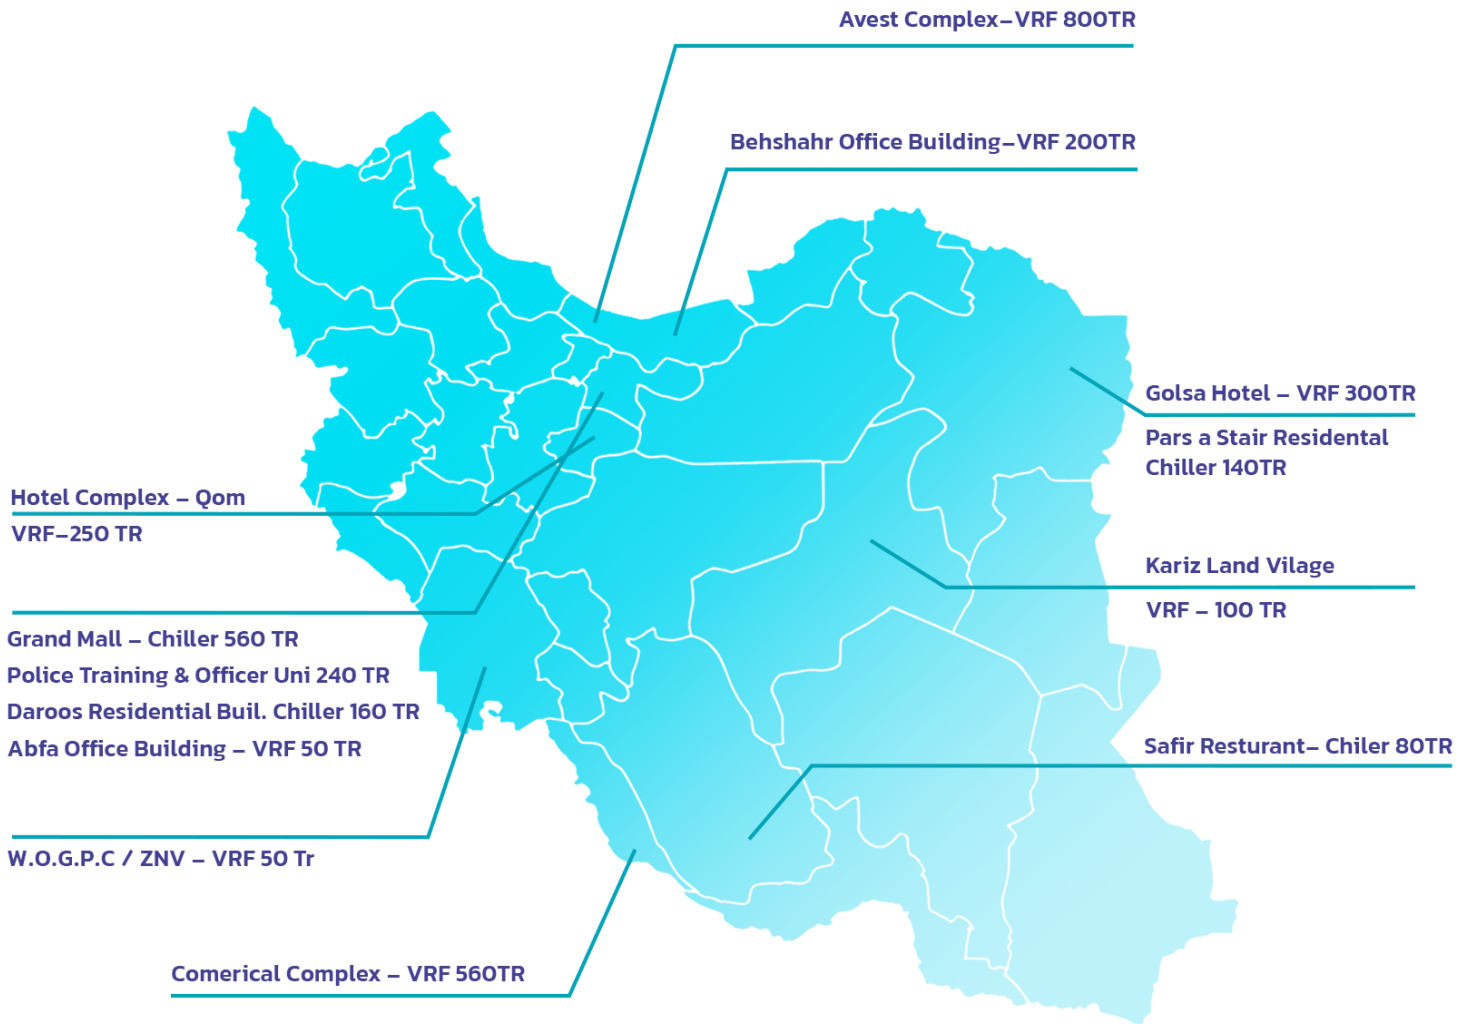 Avest Complex–VRF 800TR
Behshahr Office Building–VRF 200TR
Golsa Hotel – VRF 300TR
Pars a Stair Residental
Chiller 140TR
Hotel Complex – Qom
VRF–250 TR
Kariz Land Vilage
VRF – 100 TR
Grand Mall – Chiller 560 TR
Police Training & Officer Uni 240 TR
Daroos Residential Buil. Chiller 160 TR
Abfa Office Building – VRF 50 TR
Safir Resturant– Chiler 80TR
W.O.G.P.C / ZNV – VRF 50 Tr
Comerical Complex – VRF 560TR